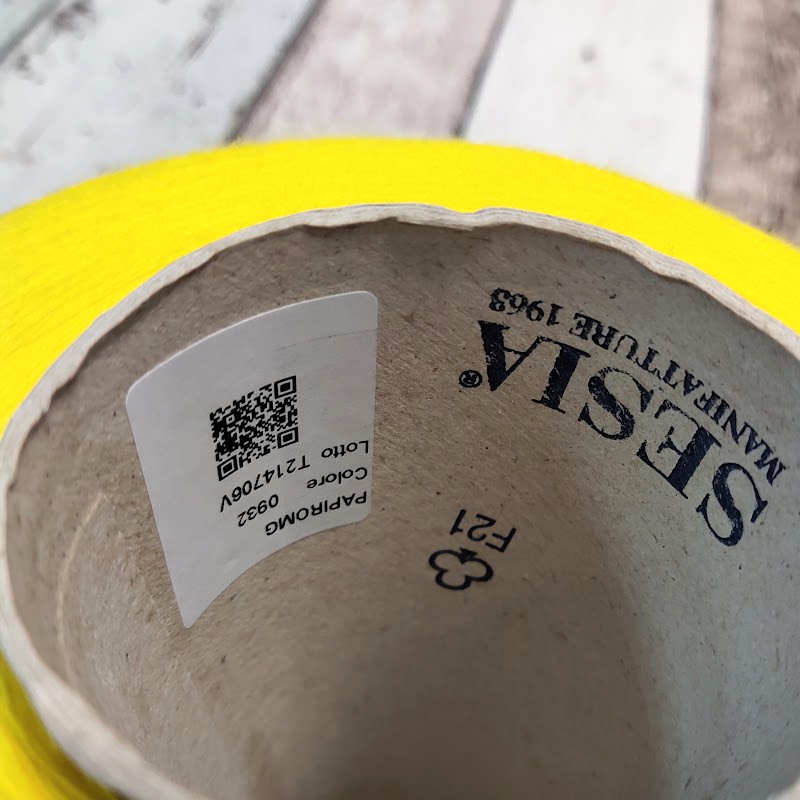 PAPIROMG
Colore 0932
Lotto T214706V
SESIA®
MANIFATTURE 1963
F21